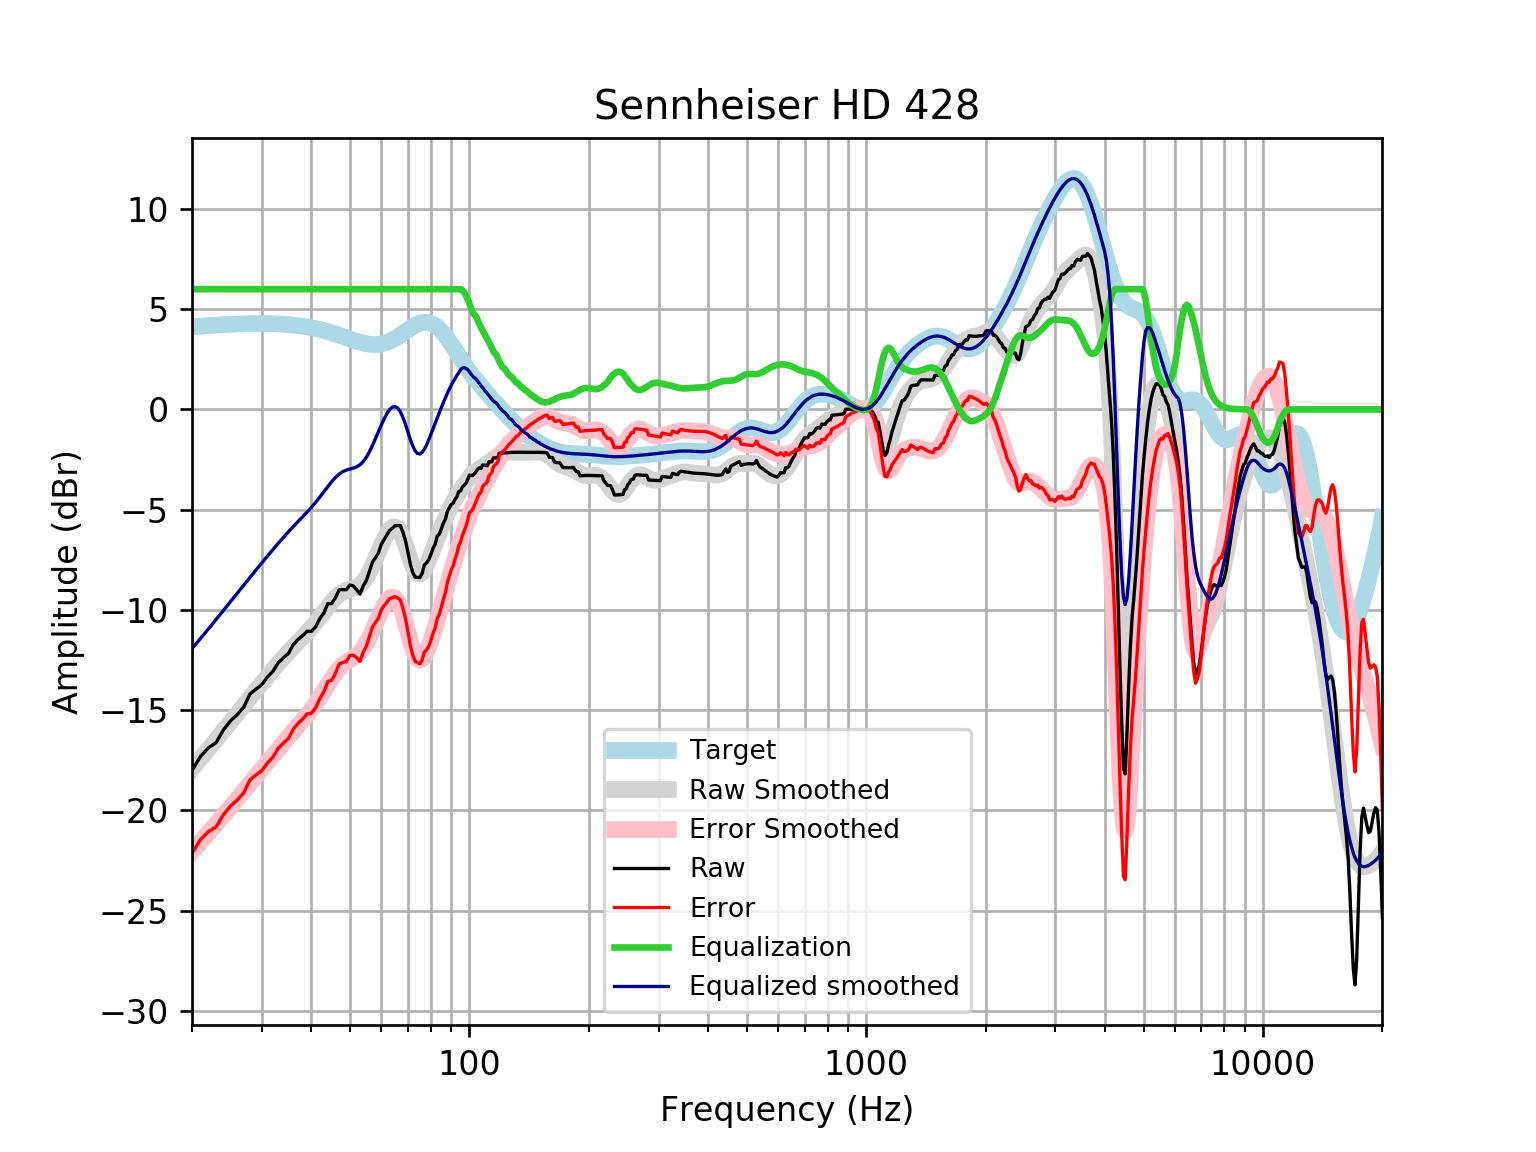 Sennheiser HD 428
Amplitude (dBr)
10
5
0
−5
−10
−15
−20
−25
−30
Target
Raw Smoothed
Error Smoothed
Raw
Error
Equalization
Equalized smoothed
100
1000
10000
Frequency (Hz)